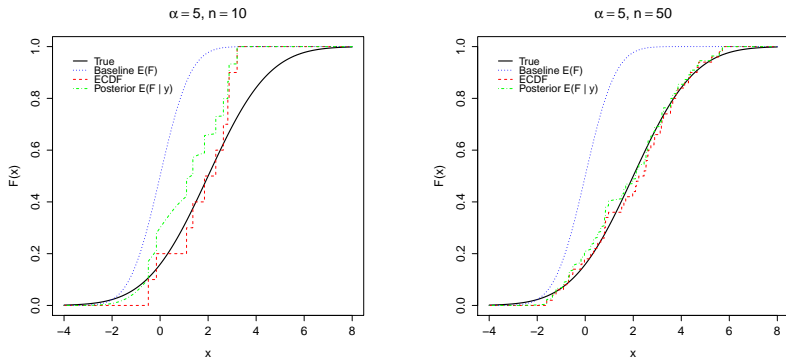 α = 5, n = 10
True
Baseline E(F)
ECDF
Posterior E(F | y)
F(x)
1.0
0.8
0.6
0.4
0.2
0.0
−4 −2 0 2 4 6 8
x
α = 5, n = 50
True
Baseline E(F)
ECDF
Posterior E(F | y)
F(x)
1.0
0.8
0.6
0.4
0.2
0.0
−4 −2 0 2 4 6 8
x